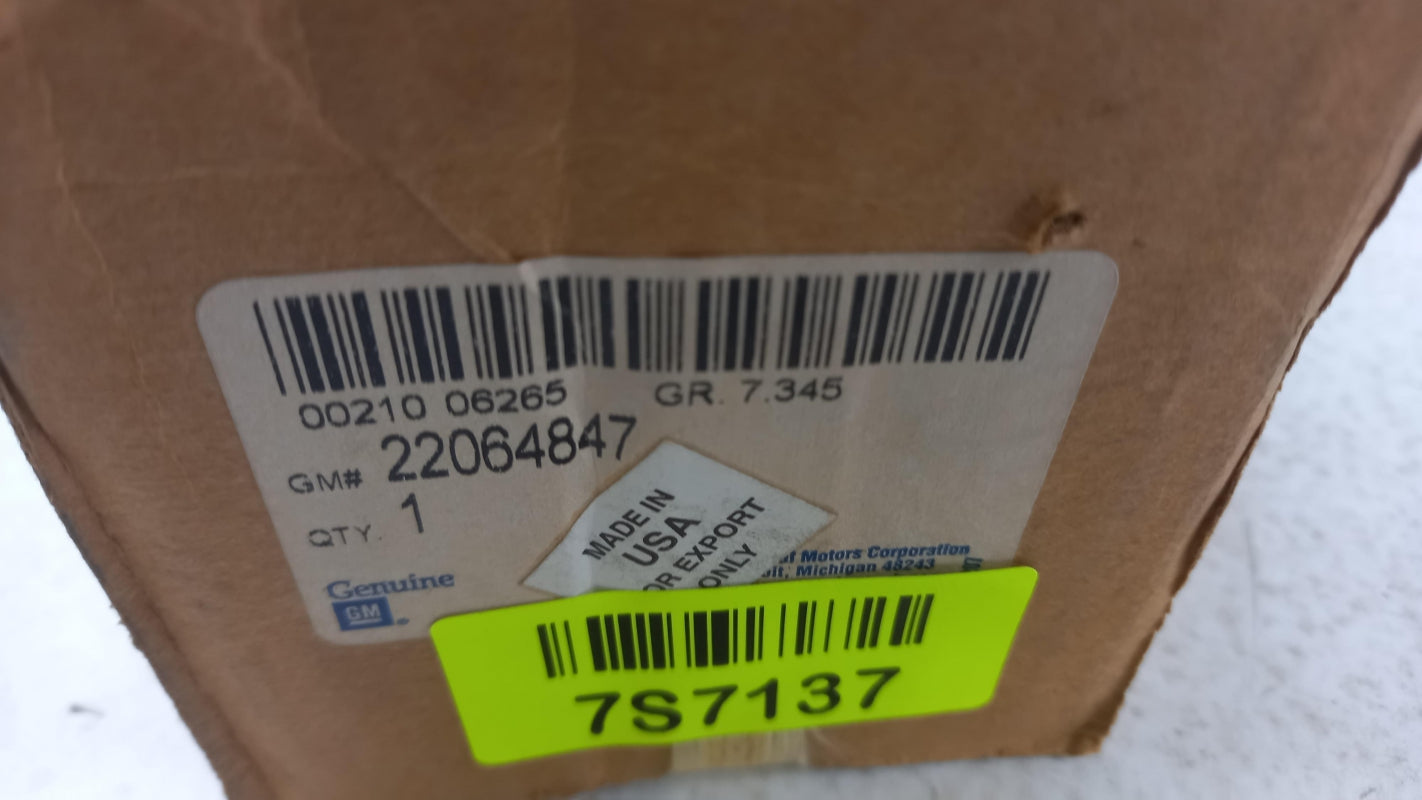 00210 06265 GR. 7.345
GM# 22064847
QTY. 1
MADE IN
USA
EXPORT
ONLY
Motors Corporation
Michigan 48243
Genuine
GM
7S7137